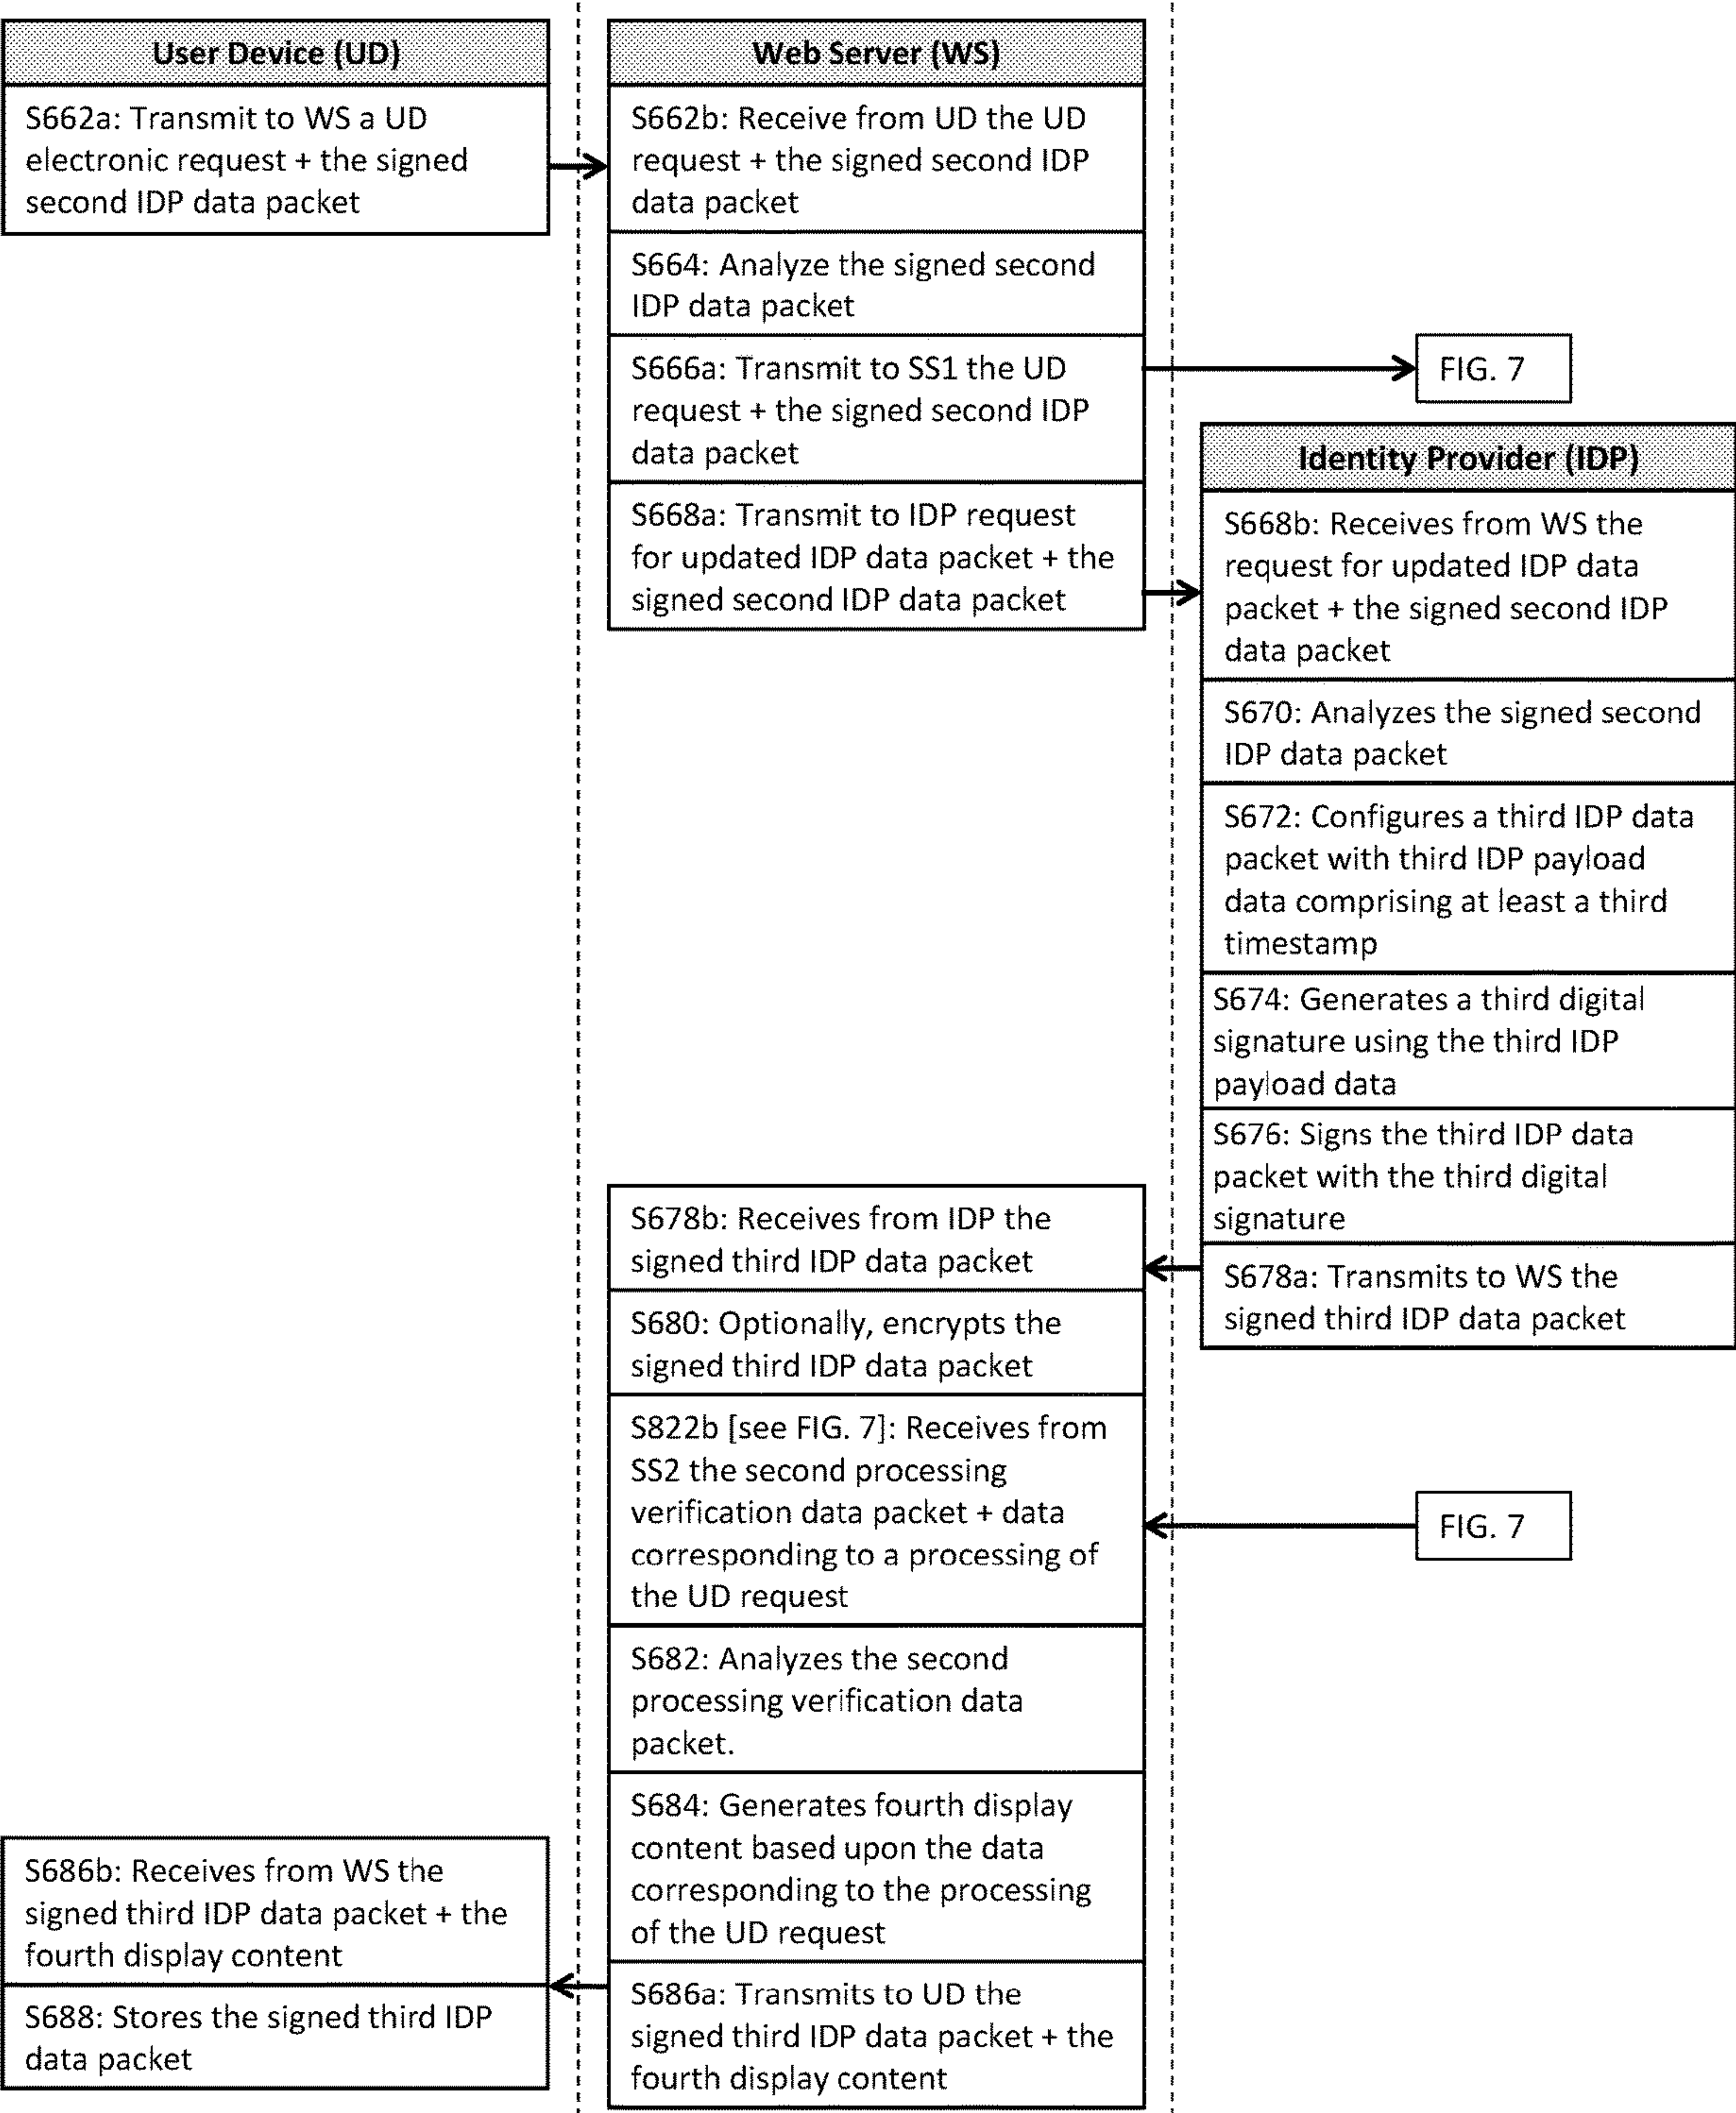 User Device (UD)
S662a: Transmit to WS a UD
electronic request + the signed
second IDP data packet
Web Server (WS)
S662b: Receive from UD the UD
request + the signed second IDP
data packet
S664: Analyze the signed second
IDP data packet
S666a: Transmit to SS1 the UD
request + the signed second IDP
data packet
FIG. 7
S668a: Transmit to IDP request
for updated IDP data packet + the
signed second IDP data packet
Identity Provider (IDP)
S668b: Receives from WS the
request for updated IDP data
packet + the signed second IDP
data packet
S670: Analyzes the signed second
IDP data packet
S672: Configures a third IDP data
packet with third IDP payload
data comprising at least a third
timestamp
S674: Generates a third digital
signature using the third IDP
payload data
S676: Signs the third IDP data
packet with the third digital
signature
S678a: Transmits to WS the
signed third IDP data packet
S678b: Receives from IDP the
signed third IDP data packet
S680: Optionally, encrypts the
signed third IDP data packet
S822b [see FIG. 7]: Receives from
SS2 the second processing
verification data packet + data
corresponding to a processing of
the UD request
FIG. 7
S682: Analyzes the second
processing verification data
packet.
S684: Generates fourth display
content based upon the data
corresponding to the processing
of the UD request
S686a: Transmits to UD the
signed third IDP data packet + the
fourth display content
S686b: Receives from WS the
signed third IDP data packet + the
fourth display content
S688: Stores the signed third IDP
data packet